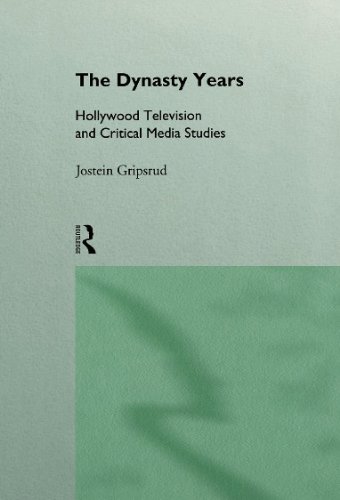 The Dynasty Years
Hollywood Television
and Critical Media Studies
Jostein Gripsrud
ROUTLEDGE